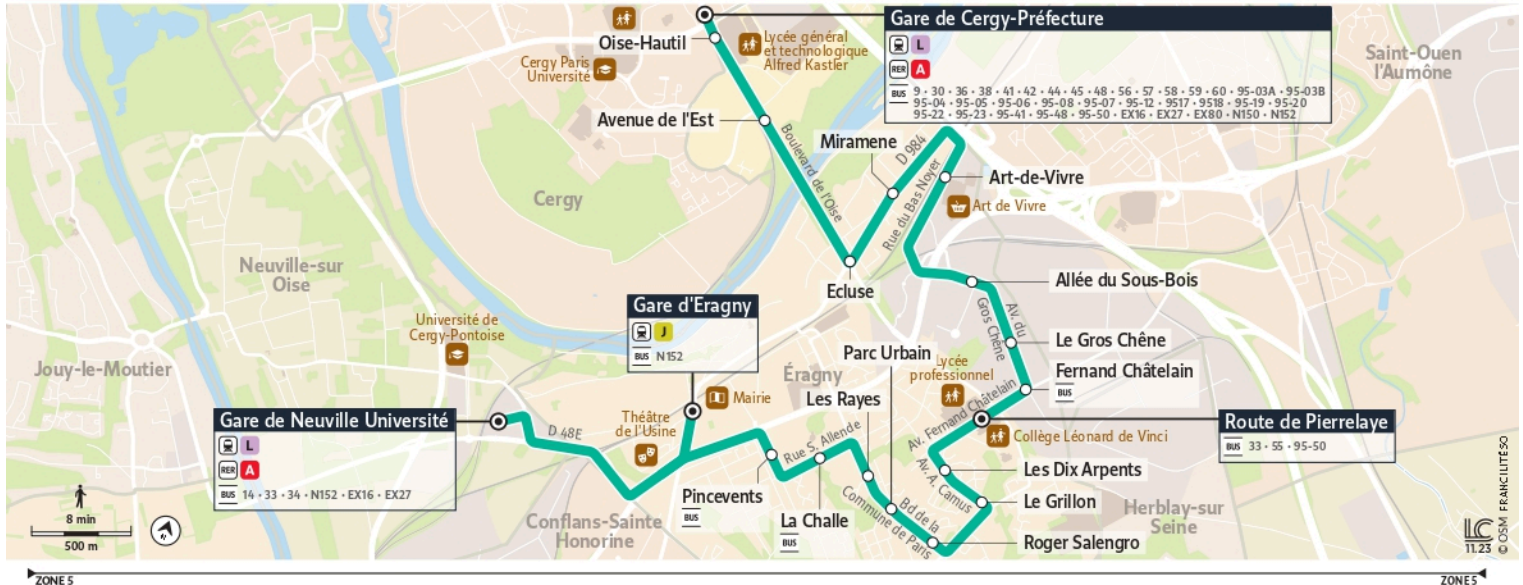 Gare de Cergy-Préfecture
L
RER A
BUS 9 • 30 • 36 • 38 • 41 • 42 • 44 • 45 • 48 • 56 • 57 • 58 • 59 • 60 • 95-03A • 95-03B
95-04 • 95-05 • 95-06 • 95-08 • 95-07 • 95-12 • 9517 • 9518 • 95-19 • 95-20
95-22 • 95-23 • 95-41 • 95-48 • 95-50 • EX16 • EX27 • EX80 • N150 • N152
Oise-Hautil
Lycée général
et technologique
Alfred Kastler
Cergy Paris
Université
Saint-Ouen
l'Aumône
Avenue de l'Est
Boulevard de l'Oise
Miramene
D 984
Rue du Bas Noyer
Art-de-Vivre
Art de Vivre
Cergy
Neuville-sur
Oise
Ecluse
Allée du Sous-Bois
Av. du
Gros Chêne
Gare d'Eragny
J
BUS N152
Université de
Cergy-Pontoise
Le Gros Chêne
Parc Urbain
Lycée
professionnel
Jouy-le-Moutier
Éragny
Fernand Châtelain
BUS
Les Rayes
Mairie
Av. Fernand Châtelain
Gare de Neuville Université
L
RER A
BUS 14 • 33 • 34 • N152 • EX16 • EX27
D 48E
Théâtre
de l'Usine
Rue S. Allende
Collège Léonard de Vinci
Route de Pierrelaye
BUS 33 • 55 • 95-50
Les Dix Arpents
Av. A. Camus
Pincevents
BUS
Le Grillon
Commune de Paris
Bd de la
La Challe
BUS
Conflans-Sainte
Honorine
Herblay-sur
Seine
Roger Salengro
8 min
500 m
LC
11.23
© OSM FRANCILITÉ SO
ZONE 5
ZONE 5